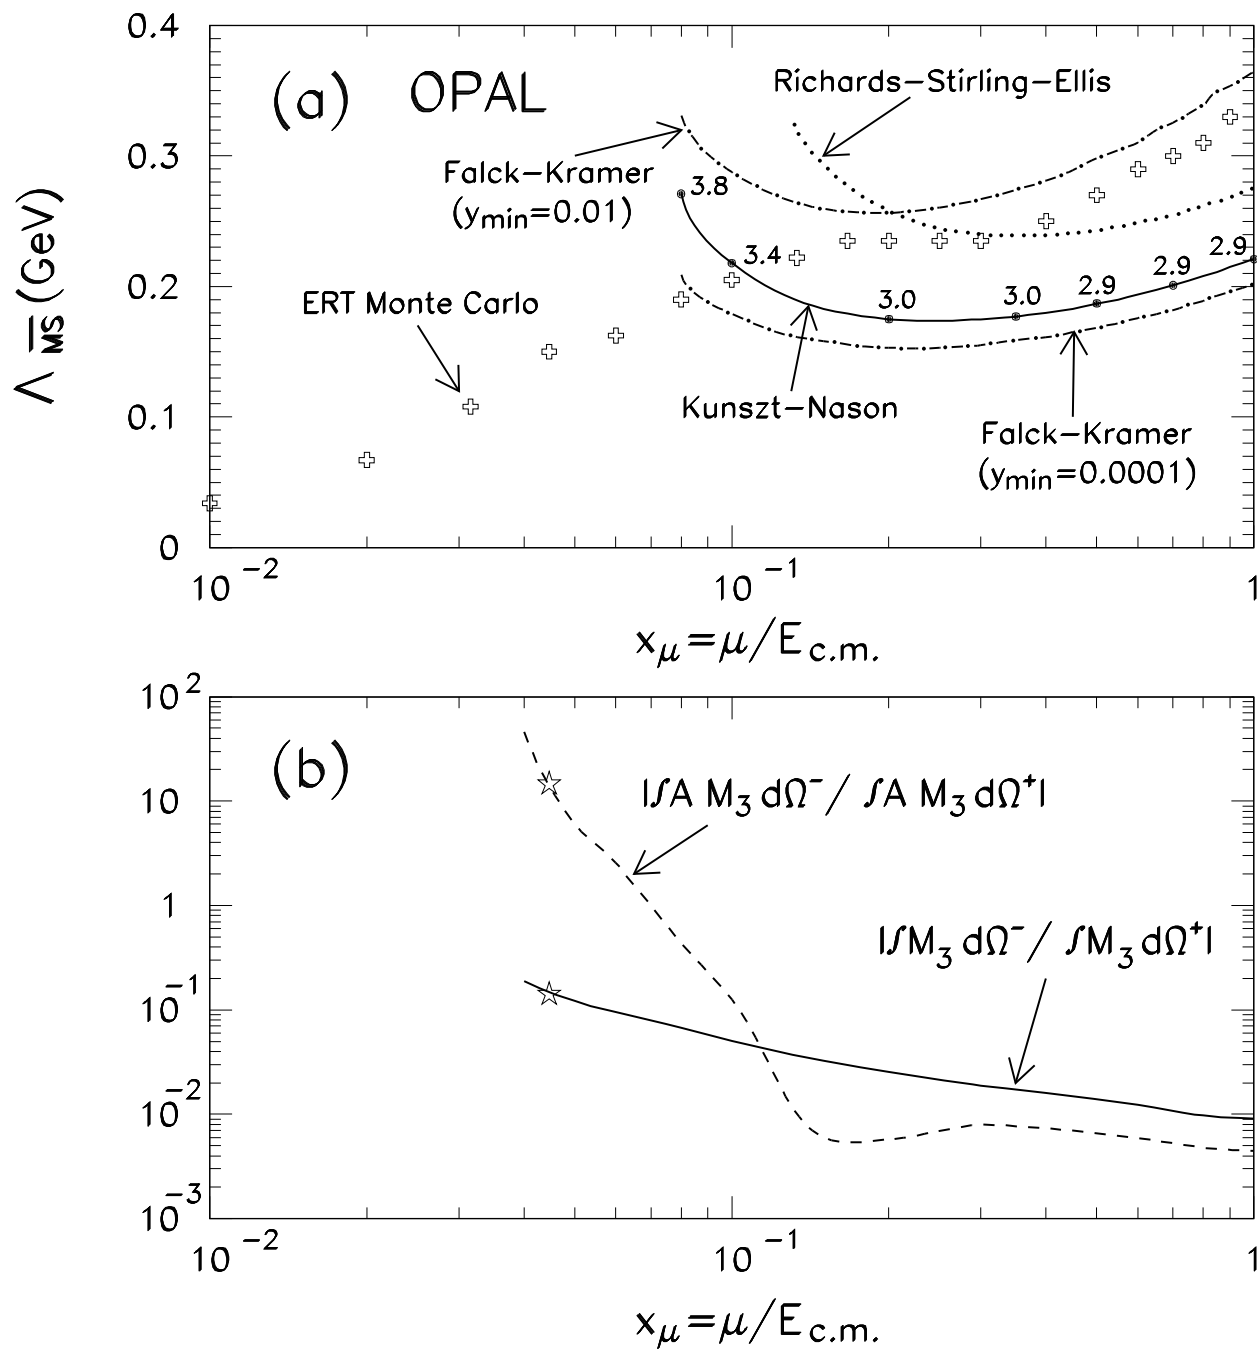 0.4
(a) OPAL
Richards–Stirling–Ellis
0.3
Falck–Kramer
(ymin=0.01)
3.8
3.4
2.9
2.9
2.9
3.0
3.0
Λ M̅S̅ (GeV)
0.2
ERT Monte Carlo
Kunszt–Nason
Falck–Kramer
(ymin=0.0001)
0.1
0
10⁻² 10⁻¹ 1
xμ=μ/Ec.m.
10²
(b)
|∫A M₃ dΩ⁻/ ∫A M₃ dΩ⁺|
10
1
|∫M₃ dΩ⁻/ ∫M₃ dΩ⁺|
10⁻¹
10⁻²
10⁻³
10⁻² 10⁻¹ 1
xμ=μ/Ec.m.